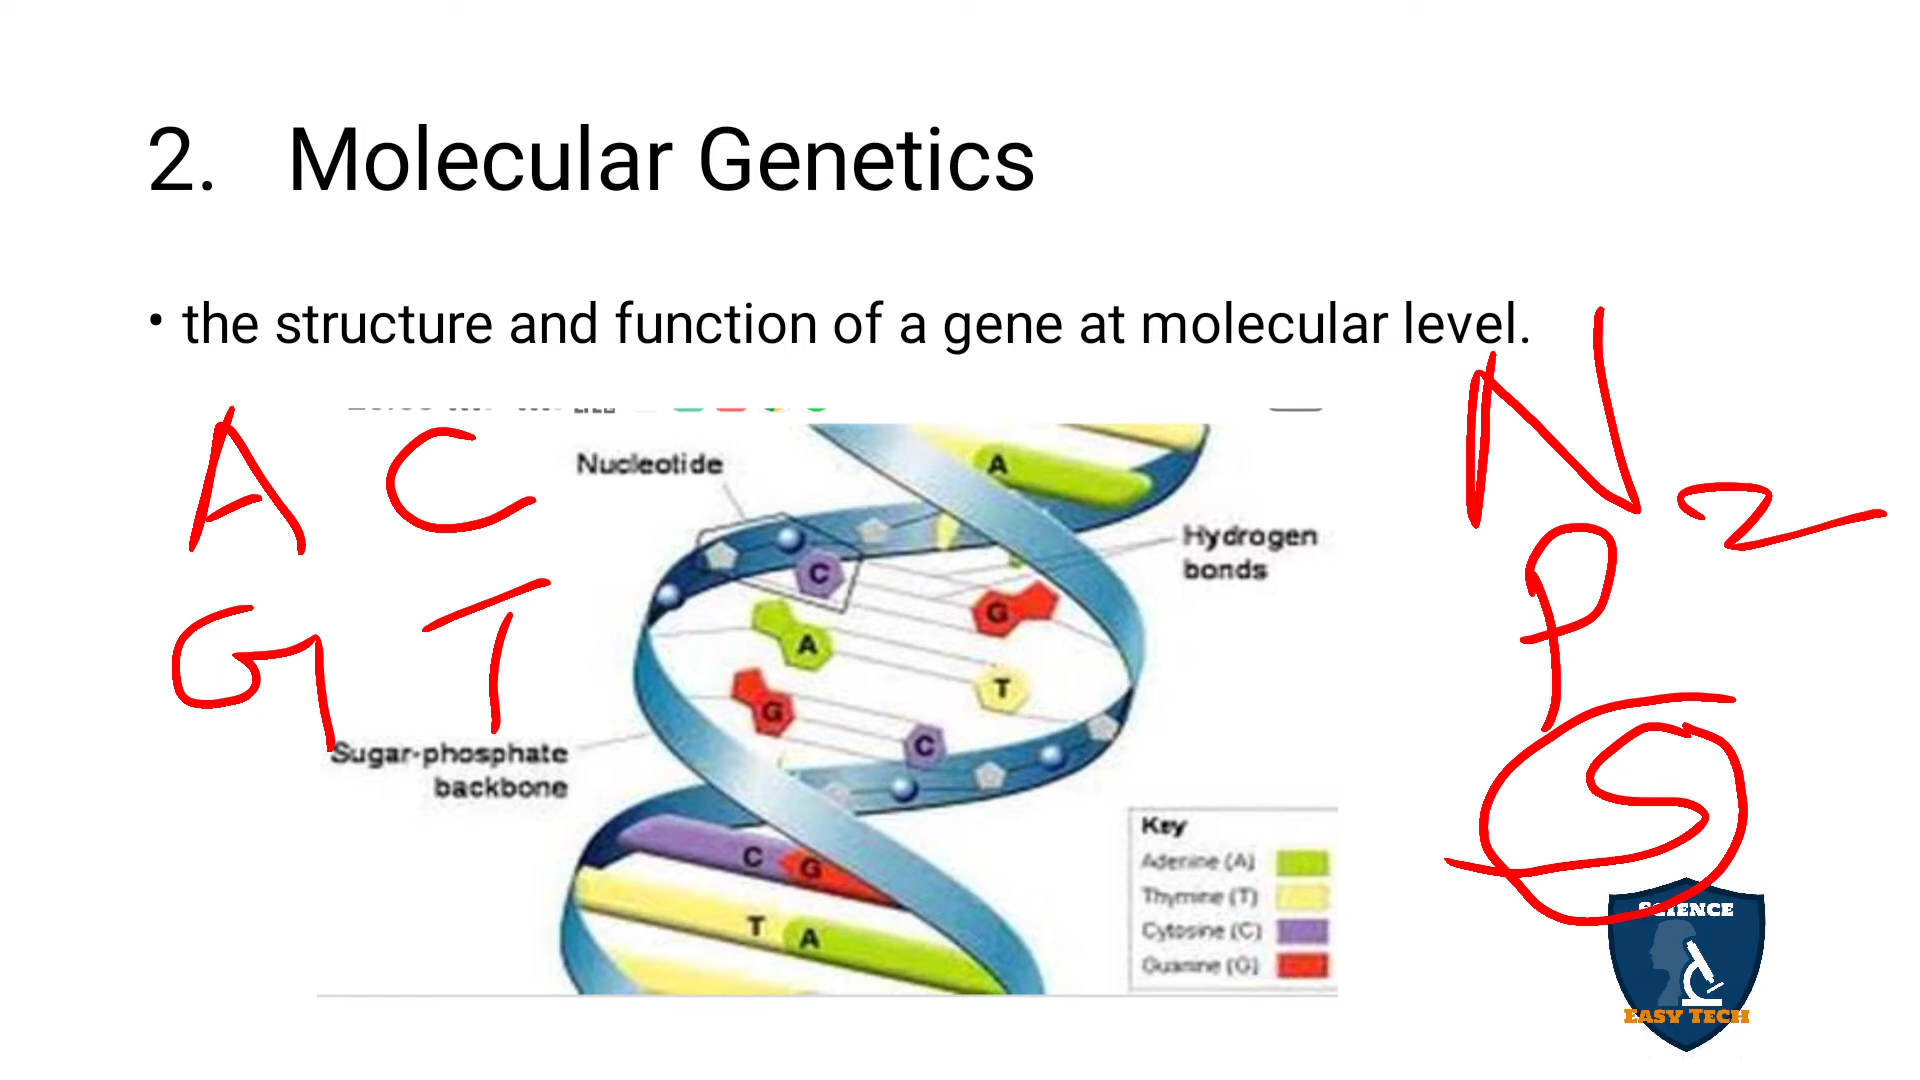 2. Molecular Genetics
• the structure and function of a gene at molecular level.
A C
G T
N2
P
S
Nucleotide
A
Hydrogen
bonds
C
G
A
T
G
C
Sugar-phosphate
backbone
C G
T A
Key
Adenine (A)
Thymine (T)
Cytosine (C)
Guanine (G)
SCIENCE
EASY TECH